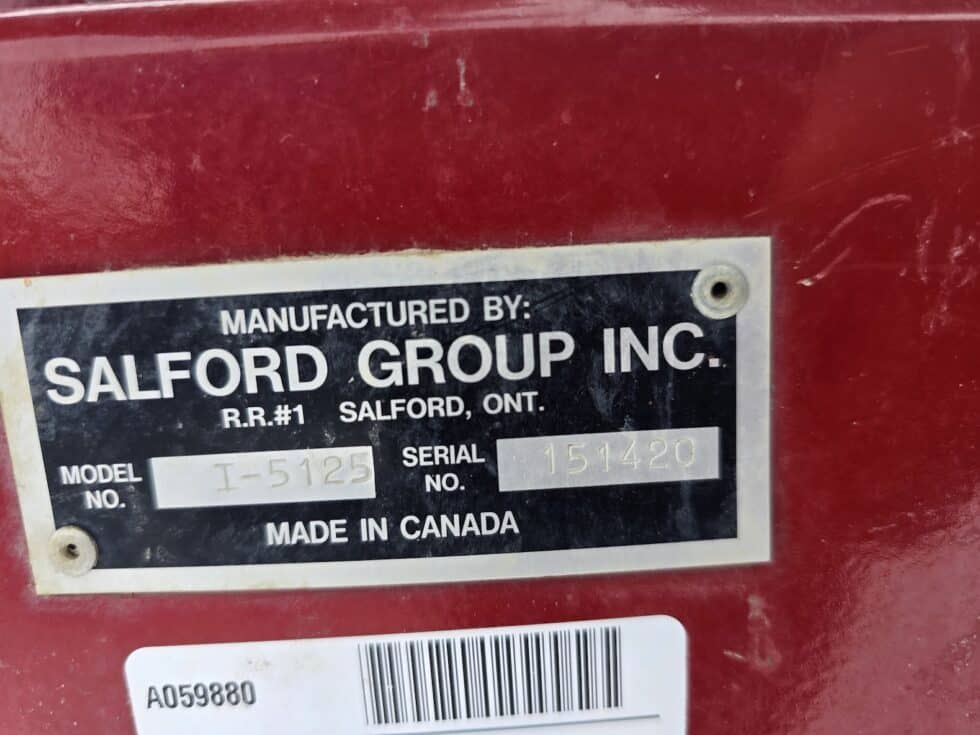 MANUFACTURED BY:
SALFORD GROUP INC.
R.R.#1 SALFORD, ONT.
MODEL NO. I-5125 SERIAL NO. 151420
MADE IN CANADA
A059880